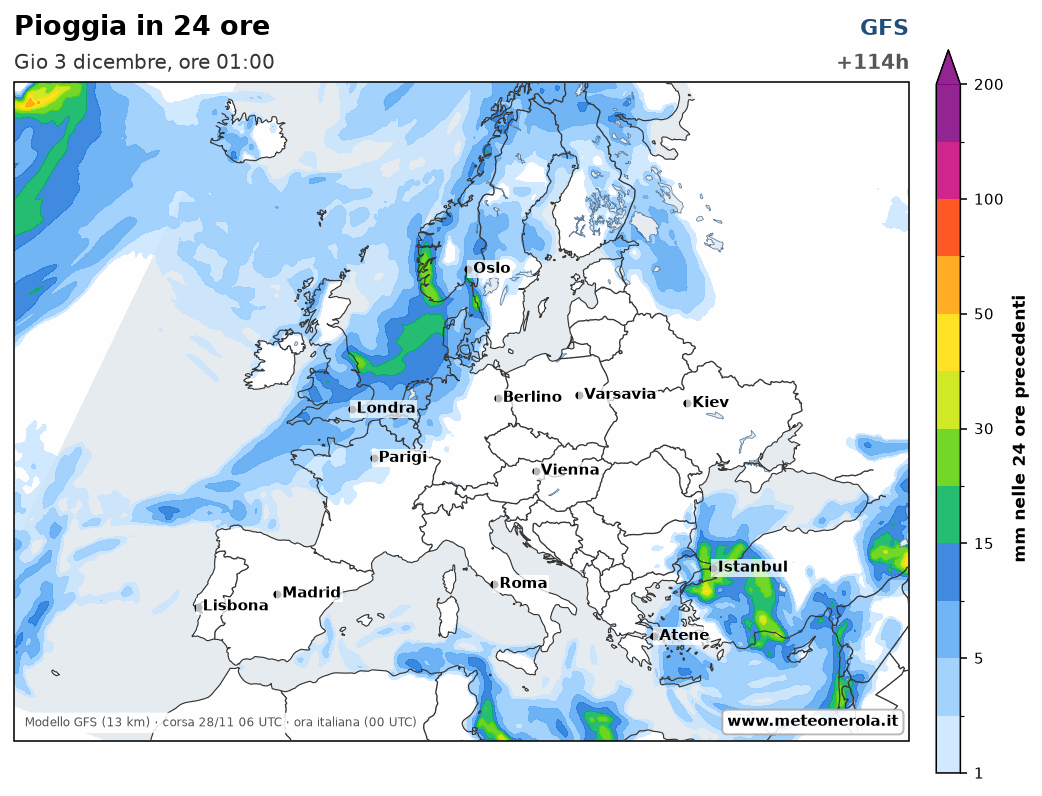 Pioggia in 24 ore
GFS
Gio 3 dicembre, ore 01:00
+114h
200
100
50
30
15
5
1
mm nelle 24 ore precedenti
Oslo
Londra
Berlino
Varsavia
Kiev
Parigi
Vienna
Istanbul
Roma
Madrid
Lisbona
Atene
Modello GFS (13 km) · corsa 28/11 06 UTC · ora italiana (00 UTC)
www.meteonerola.it